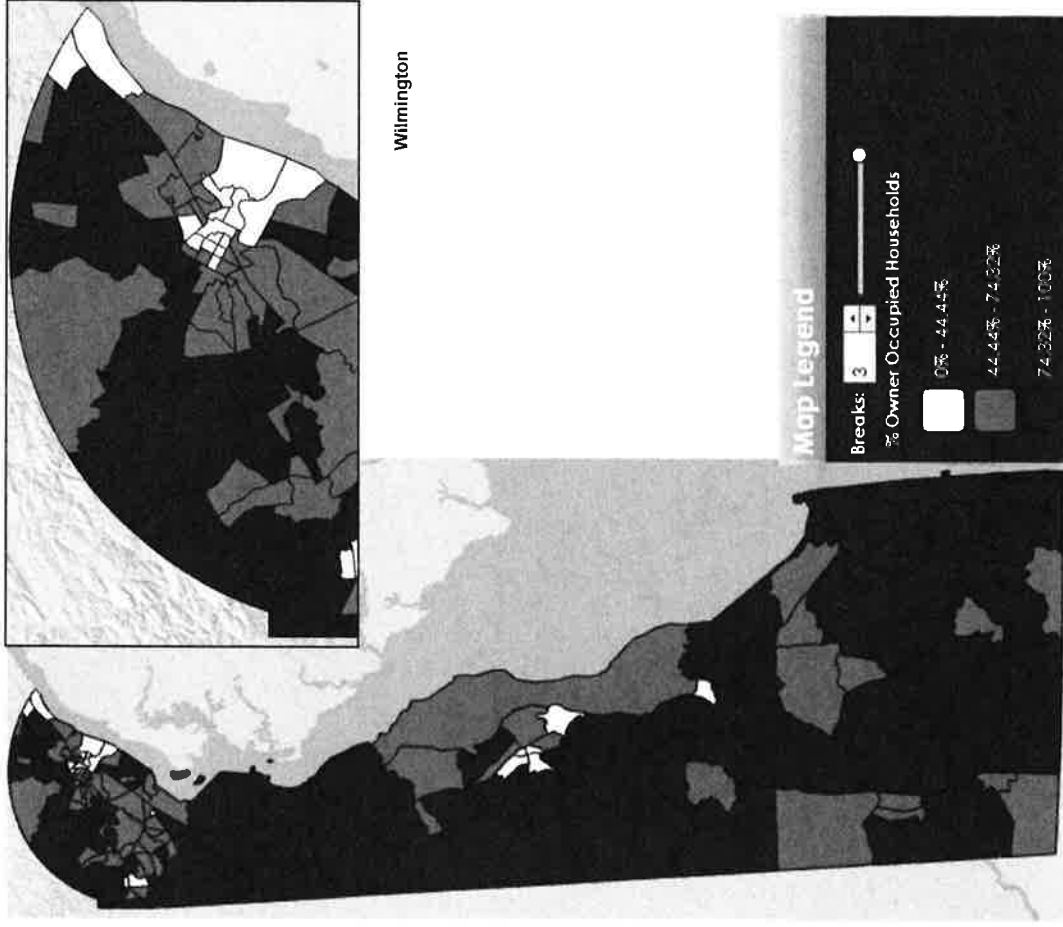 Wilmington
Map Legend
Breaks: 3
% Owner Occupied Households
0% - 44.44%
44.44% - 74.32%
74.32% - 100%